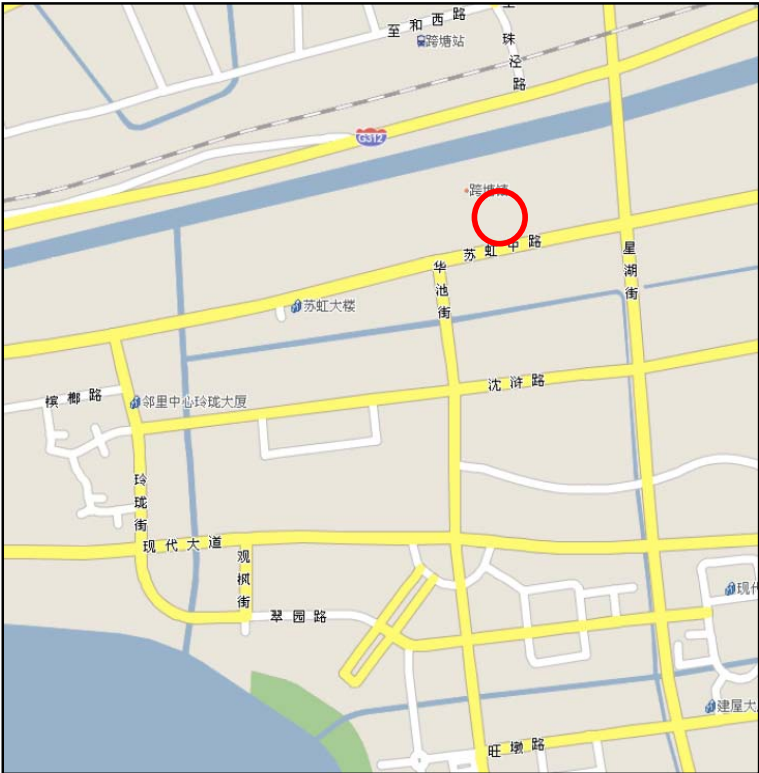 至和西路
跨塘站
珠泾路
G312
跨塘镇
苏虹中路
星湖街
华池街
苏虹大楼
沈浒路
槟榔路
邻里中心玲珑大厦
玲珑街
现代大道
观枫街
翠园路
现代
建屋大
旺墩路